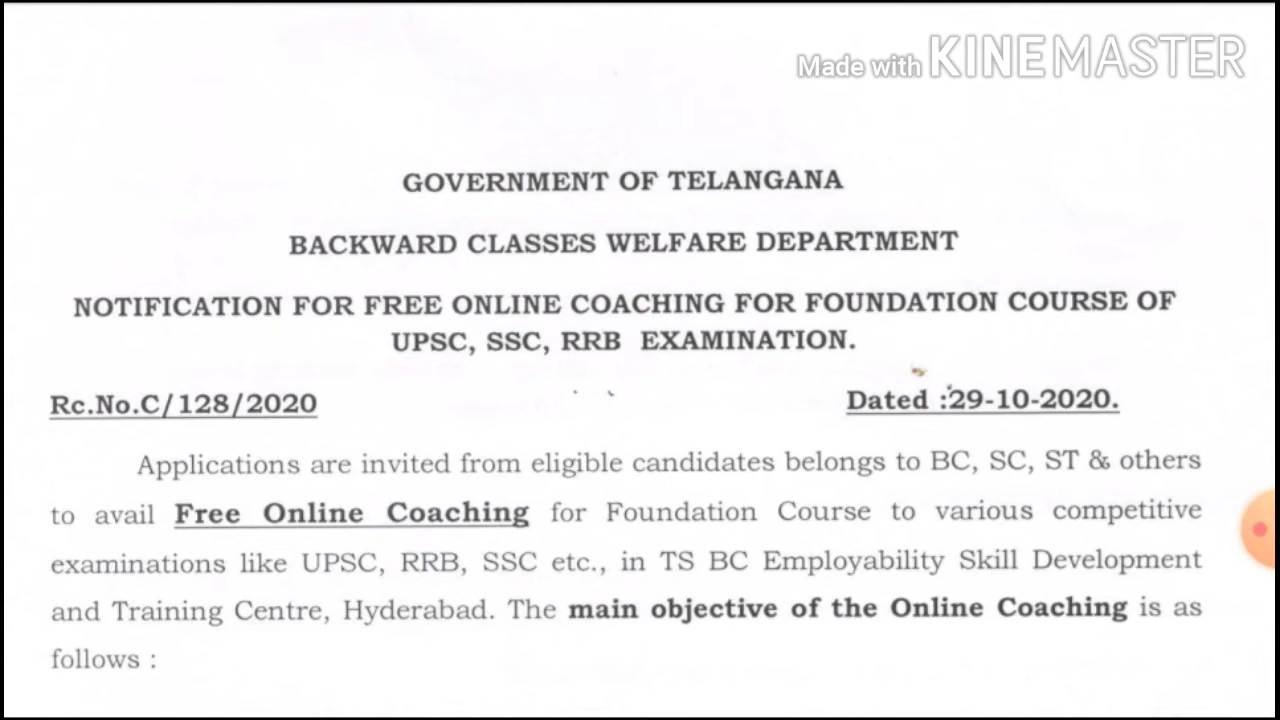 Made with KINEMASTER
GOVERNMENT OF TELANGANA
BACKWARD CLASSES WELFARE DEPARTMENT
NOTIFICATION FOR FREE ONLINE COACHING FOR FOUNDATION COURSE OF
UPSC, SSC, RRB EXAMINATION.
Rc.No.C/128/2020 Dated :29-10-2020.
Applications are invited from eligible candidates belongs to BC, SC, ST & others
to avail Free Online Coaching for Foundation Course to various competitive
examinations like UPSC, RRB, SSC etc., in TS BC Employability Skill Development
and Training Centre, Hyderabad. The main objective of the Online Coaching is as
follows :